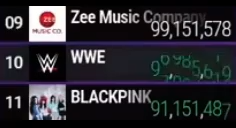 09 ZEE MUSIC CO. Zee Music Company 99,151,578
10 W WWE
11 BLACKPINK 91,151,487